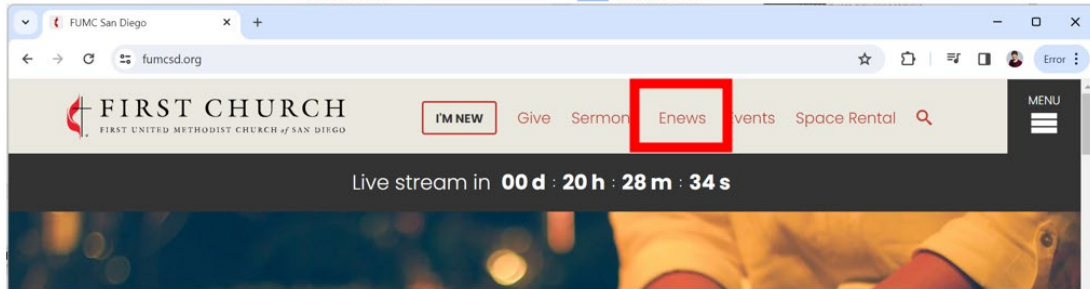 FUMC San Diego
fumcsd.org
Error
FIRST CHURCH
FIRST UNITED METHODIST CHURCH of SAN DIEGO
I'M NEW Give Sermon Enews vents Space Rental
MENU
Live stream in 00 d : 20 h : 28 m : 34 s